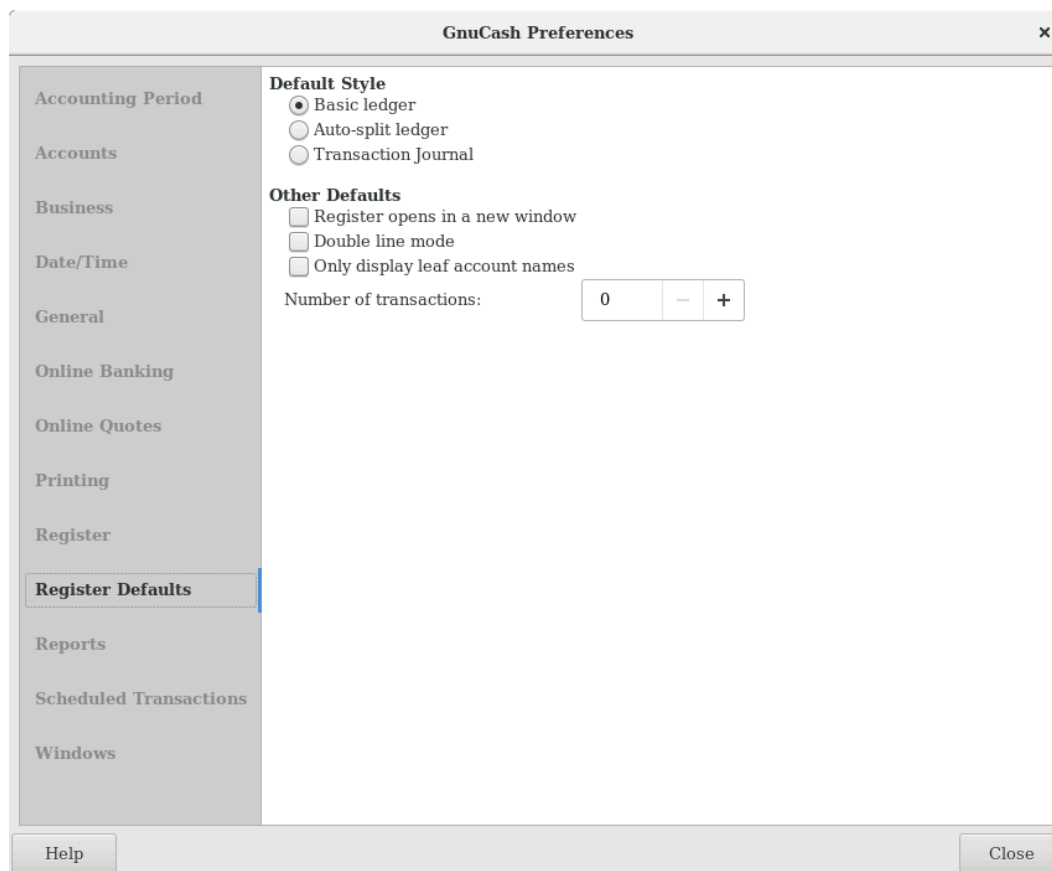 GnuCash Preferences
Accounting Period
Accounts
Business
Date/Time
General
Online Banking
Online Quotes
Printing
Register
Register Defaults
Reports
Scheduled Transactions
Windows
Default Style
Basic ledger
Auto-split ledger
Transaction Journal
Other Defaults
Register opens in a new window
Double line mode
Only display leaf account names
Number of transactions: 0
Help
Close